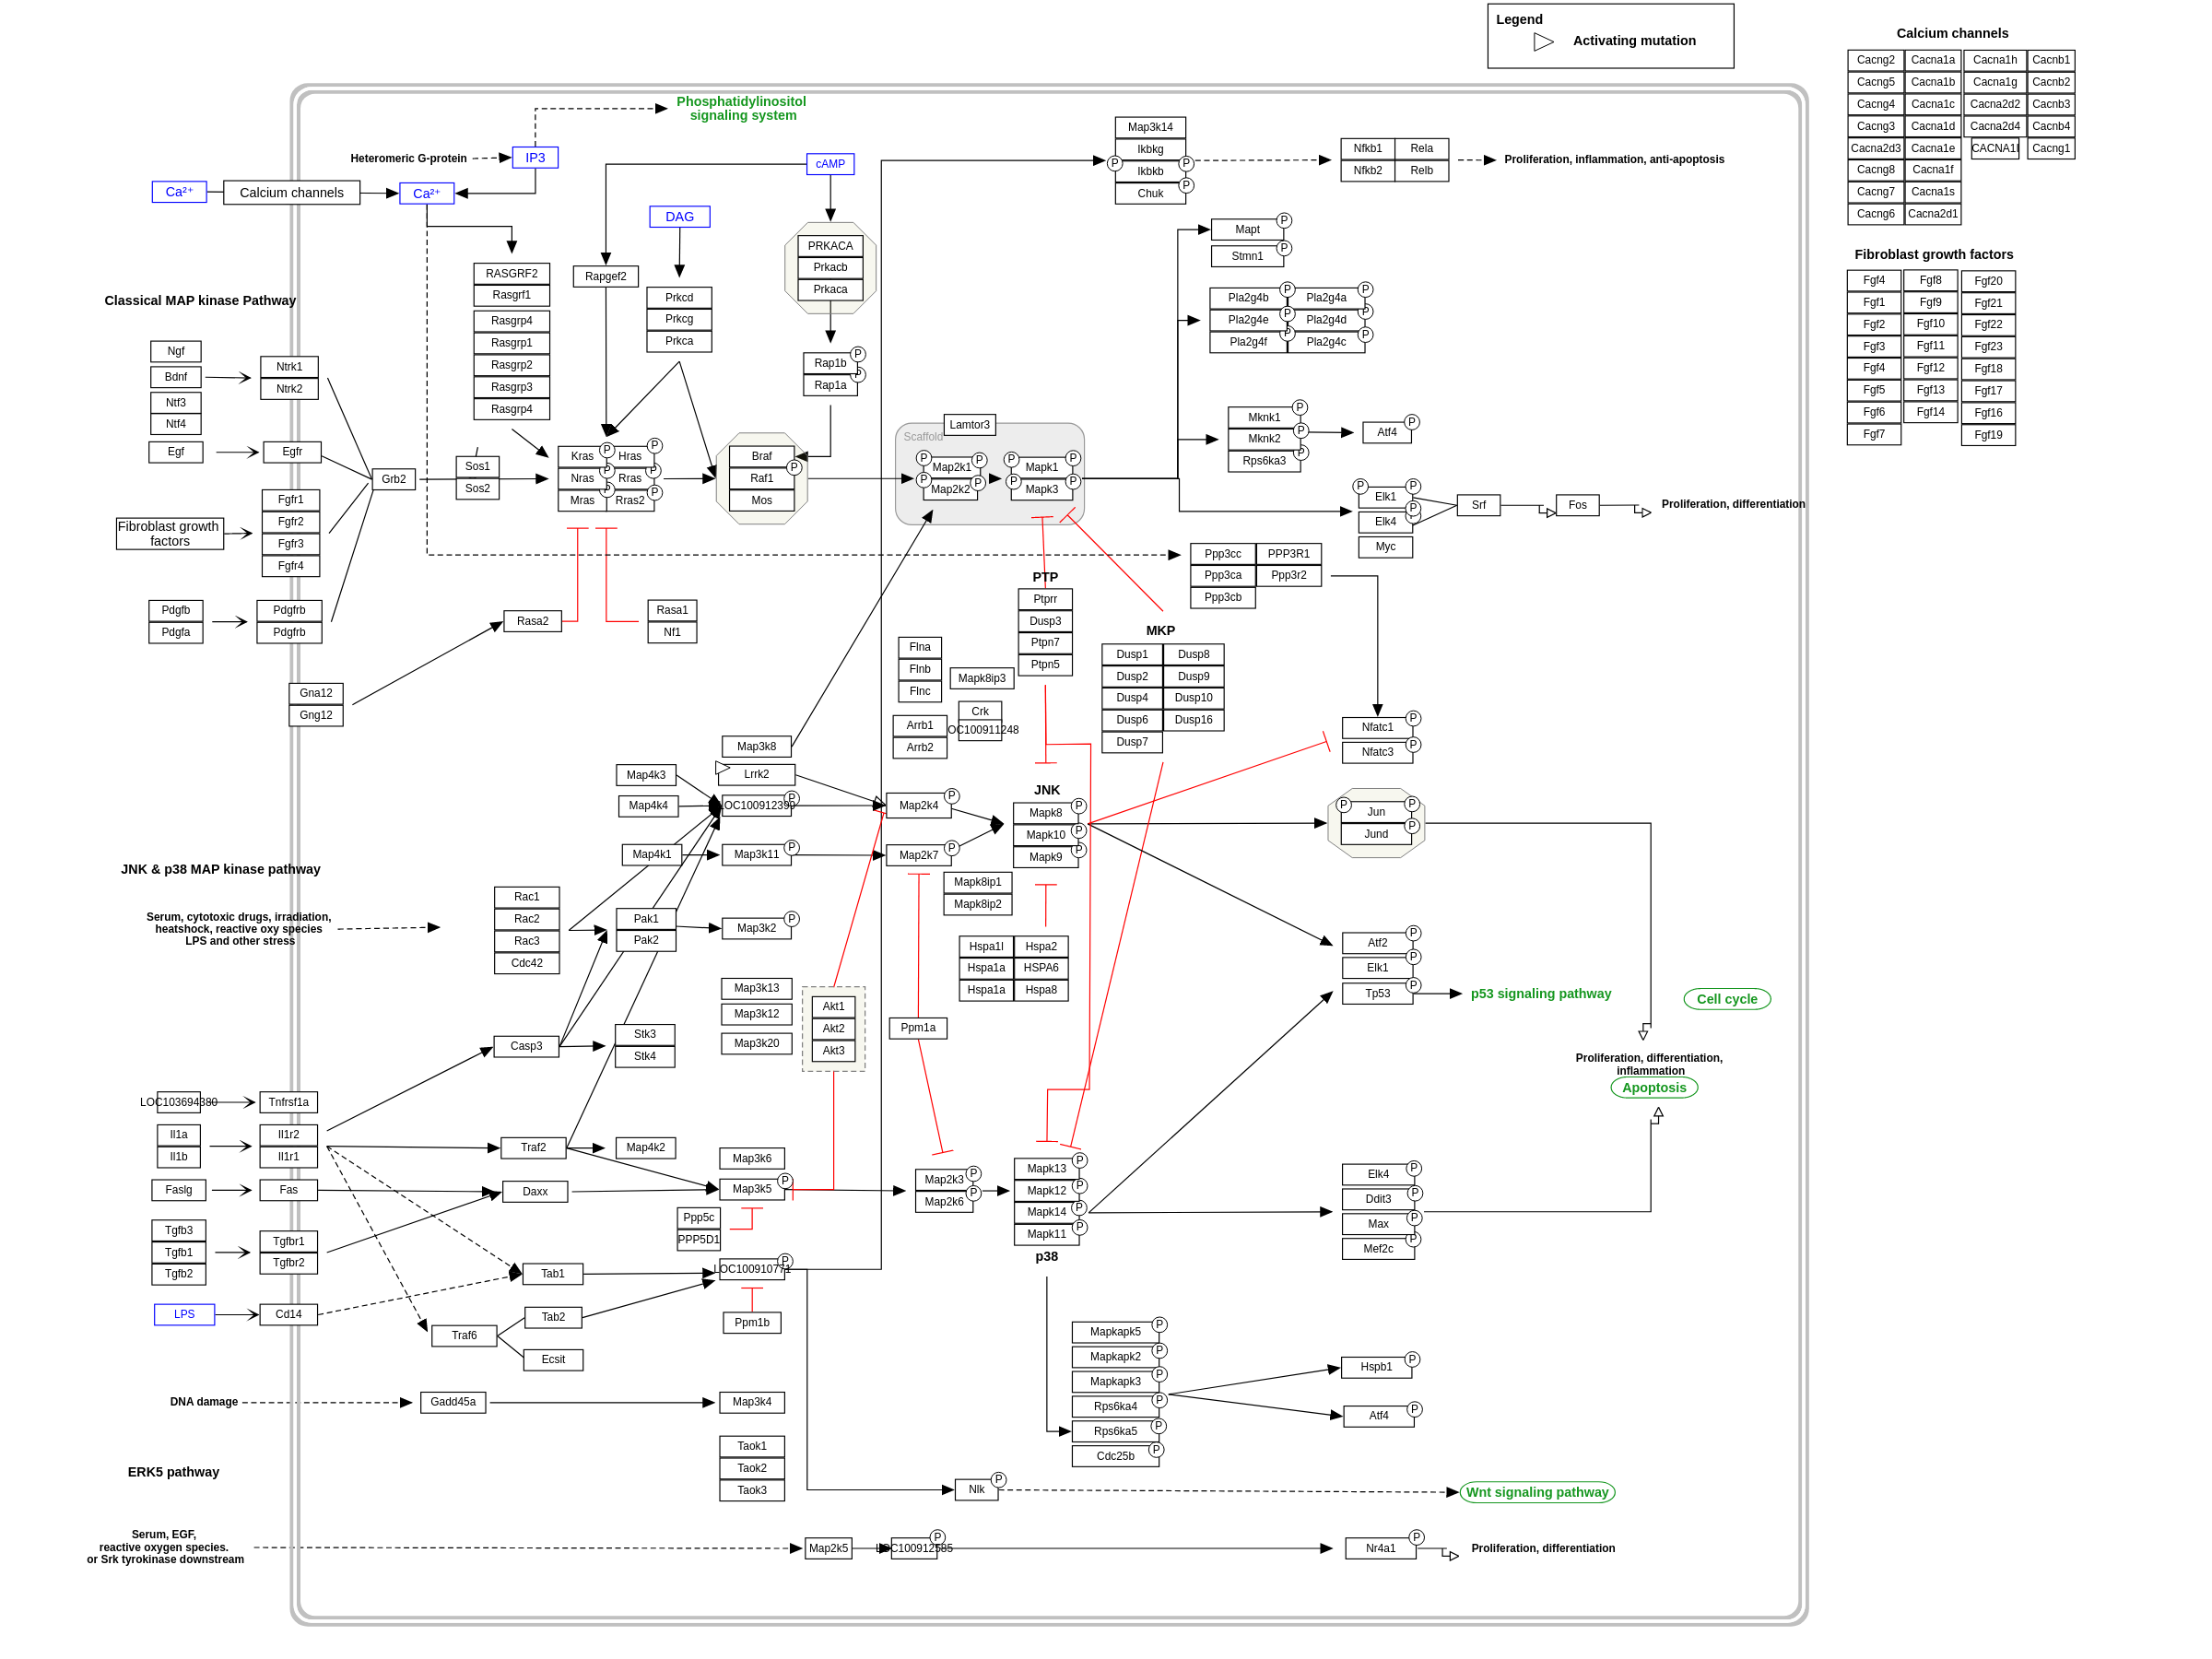 Legend
Activating mutation
Calcium channels
Cacng2 Cacna1a Cacna1h Cacnb1
Cacng5 Cacna1b Cacna1g Cacnb2
Cacng4 Cacna1c Cacna2d2 Cacnb3
Cacng3 Cacna1d Cacna2d4 Cacnb4
Cacna2d3 Cacna1e CACNA1I Cacng1
Cacng8 Cacna1f
Cacng7 Cacna1s
Cacng6 Cacna2d1
Fibroblast growth factors
Fgf4 Fgf8 Fgf20
Fgf1 Fgf9 Fgf21
Fgf2 Fgf10 Fgf22
Fgf3 Fgf11 Fgf23
Fgf4 Fgf12 Fgf18
Fgf5 Fgf13 Fgf17
Fgf6 Fgf14 Fgf16
Fgf7 Fgf19
Phosphatidylinositol
signaling system
Heteromeric G-protein
IP3
cAMP
Ca²⁺
Calcium channels
Ca²⁺
DAG
Map3k14
Ikbkg
Ikbkb
Chuk
P
P
P
Nfkb1 Rela
Nfkb2 Relb
Proliferation, inflammation, anti-apoptosis
PRKACA
Prkacb
Prkaca
RASGRF2
Rasgrf1
Rasgrp4
Rasgrp1
Rasgrp2
Rasgrp3
Rasgrp4
Rapgef2
Prkcd
Prkcg
Prkca
Rap1b P
Rap1a P
Mapt P
Stmn1 P
Pla2g4b P Pla2g4a P
Pla2g4e P Pla2g4d P
Pla2g4f P Pla2g4c P
Classical MAP kinase Pathway
Ngf
Bdnf
Ntf3
Ntf4
Ntrk1
Ntrk2
Egf
Egfr
Fibroblast growth
factors
Fgfr1
Fgfr2
Fgfr3
Fgfr4
Pdgfb
Pdgfa
Pdgfrb
Pdgfrb
Grb2
Sos1
Sos2
Kras P Hras P
Nras P Rras P
Mras P Rras2 P
Braf
Raf1 P
Mos
Scaffold
Lamtor3
P Map2k1 P
P Map2k2 P
P Mapk1 P
P Mapk3 P
Mknk1 P
Mknk2 P
Rps6ka3 P
Atf4 P
P Elk1 P
P
Elk4 P
Myc
Srf
Fos
Proliferation, differentiation
Ppp3cc PPP3R1
Ppp3ca Ppp3r2
Ppp3cb
Rasa2
Rasa1
Nf1
Gna12
Gng12
PTP
Ptprr
Dusp3
Ptpn7
Ptpn5
MKP
Dusp1 Dusp8
Dusp2 Dusp9
Dusp4 Dusp10
Dusp6 Dusp16
Dusp7
Flna
Flnb
Flnc
Mapk8ip3
Crk
OC100911248
Arrb1
Arrb2
Nfatc1 P
Nfatc3 P
Map3k8
Lrrk2
Map4k3
Map4k4
LOC100912399 P
Map2k4 P
Map4k1
Map3k11 P
Map2k7 P
JNK
Mapk8 P
Mapk10 P
Mapk9 P
P Jun P
Jund P
JNK & p38 MAP kinase pathway
Mapk8ip1
Mapk8ip2
Serum, cytotoxic drugs, irradiation,
heatshock, reactive oxy species
LPS and other stress
Rac1
Rac2
Rac3
Cdc42
Pak1
Pak2
Map3k2 P
Hspa1l Hspa2
Hspa1a HSPA6
Hspa1a Hspa8
Atf2 P
Elk1 P
Tp53 P
p53 signaling pathway
Cell cycle
Map3k13
Map3k12
Map3k20
Akt1
Akt2
Akt3
Ppm1a
Casp3
Stk3
Stk4
Proliferation, differentiation,
inflammation
Apoptosis
LOC103694380
Tnfrsf1a
Il1a
Il1b
Il1r2
Il1r1
Traf2
Map4k2
Map3k6
Faslg
Fas
Daxx
Map3k5 P
Map2k3 P
Map2k6 P
Mapk13 P
Mapk12 P
Mapk14 P
Mapk11 P
p38
Elk4 P
Ddit3 P
Max P
Mef2c P
Ppp5c
PPP5D1
Tgfb3
Tgfb1
Tgfb2
Tgfbr1
Tgfbr2
Tab1
LOC100910771 P
LPS
Cd14
Tab2
Traf6
Ecsit
Ppm1b
Mapkapk5 P
Mapkapk2 P
Mapkapk3 P
Rps6ka4 P
Rps6ka5 P
Cdc25b P
Hspb1 P
Atf4 P
DNA damage
Gadd45a
Map3k4
Taok1
Taok2
Taok3
ERK5 pathway
Nlk P
Wnt signaling pathway
Serum, EGF,
reactive oxygen species.
or Srk tyrokinase downstream
Map2k5
LOC100912585 P
Nr4a1 P
Proliferation, differentiation